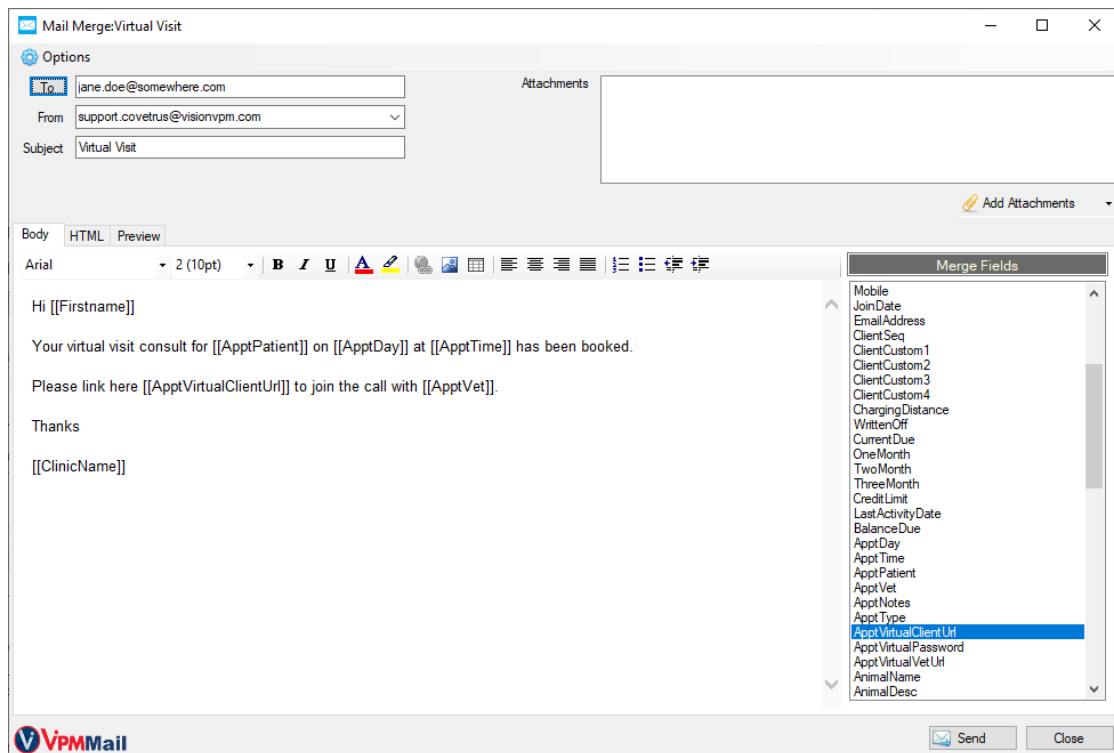 Mail Merge:Virtual Visit
Options
To jane.doe@somewhere.com
Attachments
From support.covetrus@visionvpm.com
Subject Virtual Visit
Add Attachments
Body HTML Preview
Arial 2 (10pt) B I U A
Merge Fields
Hi [[Firstname]]
Your virtual visit consult for [[ApptPatient]] on [[ApptDay]] at [[ApptTime]] has been booked.
Please link here [[ApptVirtualClientUrl]] to join the call with [[ApptVet]].
Thanks
[[ClinicName]]
Mobile
JoinDate
EmailAddress
ClientSeq
ClientCustom1
ClientCustom2
ClientCustom3
ClientCustom4
ChargingDistance
WrittenOff
CurrentDue
OneMonth
TwoMonth
ThreeMonth
CreditLimit
LastActivityDate
BalanceDue
ApptDay
ApptTime
ApptPatient
ApptVet
ApptNotes
ApptType
ApptVirtualClientUrl
ApptVirtualPassword
ApptVirtualVetUrl
AnimalName
AnimalDesc
VPMMail
Send
Close